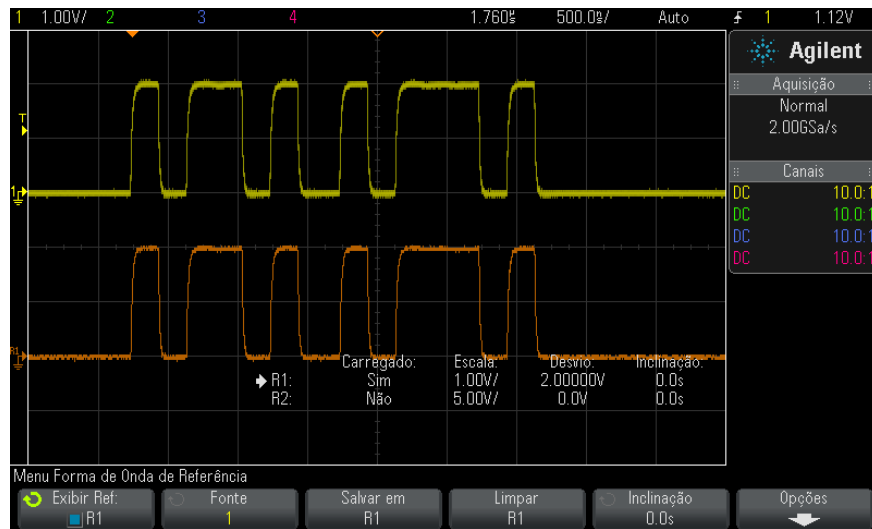 1 1.00V/ 2 3 4 1.760s 500.0s/ Auto 1 1.12V
Agilent
Aquisição
Normal
2.00GSa/s
Canais
DC 10.0:1
DC 10.0:1
DC 10.0:1
DC 10.0:1
T
1
R1
Carregado: Escala: Desvio: Inclinação:
R1: Sim 1.00V/ 2.00000V 0.0s
R2: Não 5.00V/ 0.0V 0.0s
Menu Forma de Onda de Referência
Exibir Ref: Fonte Salvar em Limpar Inclinação Opções
R1 1 R1 R1 0.0s